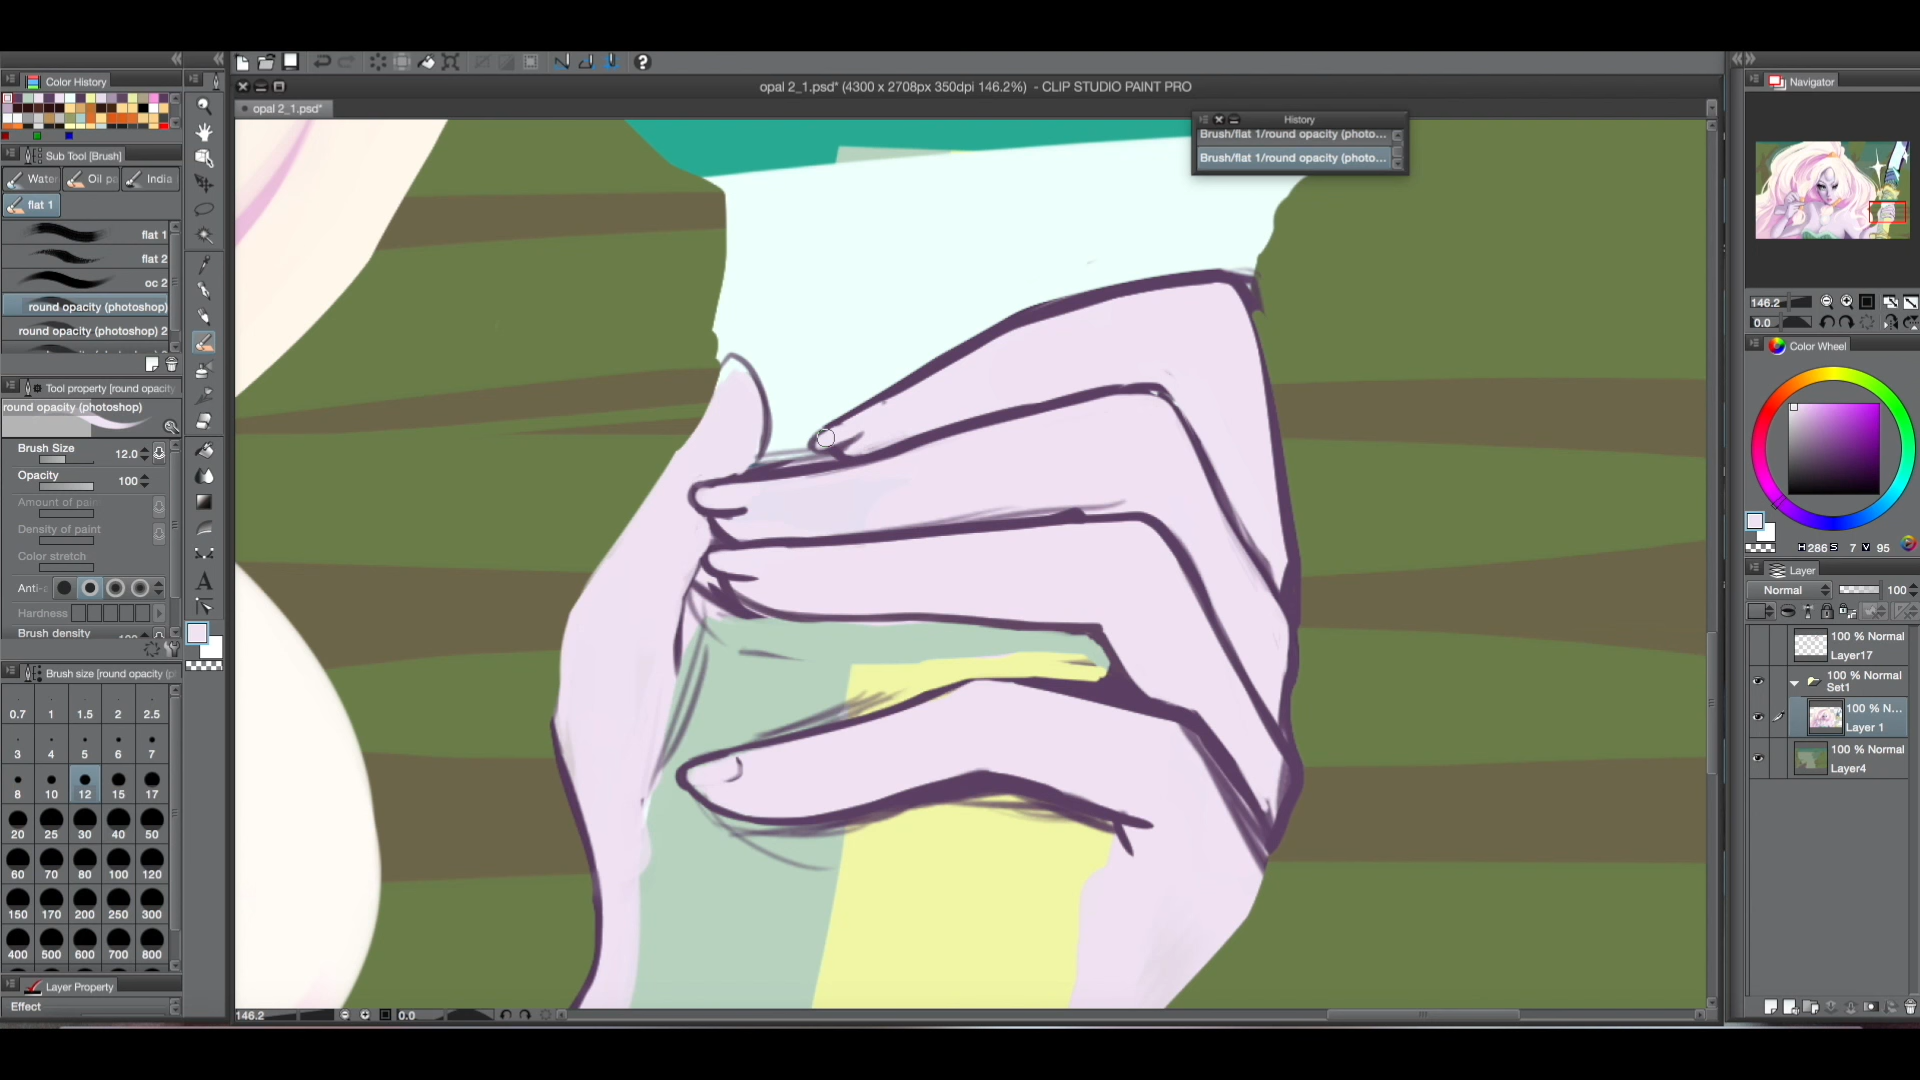 opal 2_1.psd* (4300 x 2708px 350dpi 146.2%)  - CLIP STUDIO PAINT PRO
opal 2_1.psd*
Color History
Sub Tool [Brush]
Oil
India
flat 1
flat 1
flat 2
oc 2
round opacity (photoshop)
round opacity (photoshop) 2
Tool property [round opacity
round opacity (photoshop)
Brush Size 12.0
Opacity 100
Density of paint
Color stretch
Hardness
Brush density
Brush size [round opacity (p
0.7 1 1.5 2 2.5
3 4 5 6 7
8 10 12 15 17
20 25 30 40 50
60 70 80 100 120
150 170 200 250 300
400 500 600 700 800
Layer Property
Effect
History
Brush/flat 1/round opacity (photo...
Brush/flat 1/round opacity (photo...
146.2 0.0
Navigator
146.2
0.0
Color Wheel
H 286 S 7 V 95
Layer
Normal 100
100 % Normal
Layer17
100 % Normal
Set1
100 % N...
Layer 1
100 % Normal
Layer4